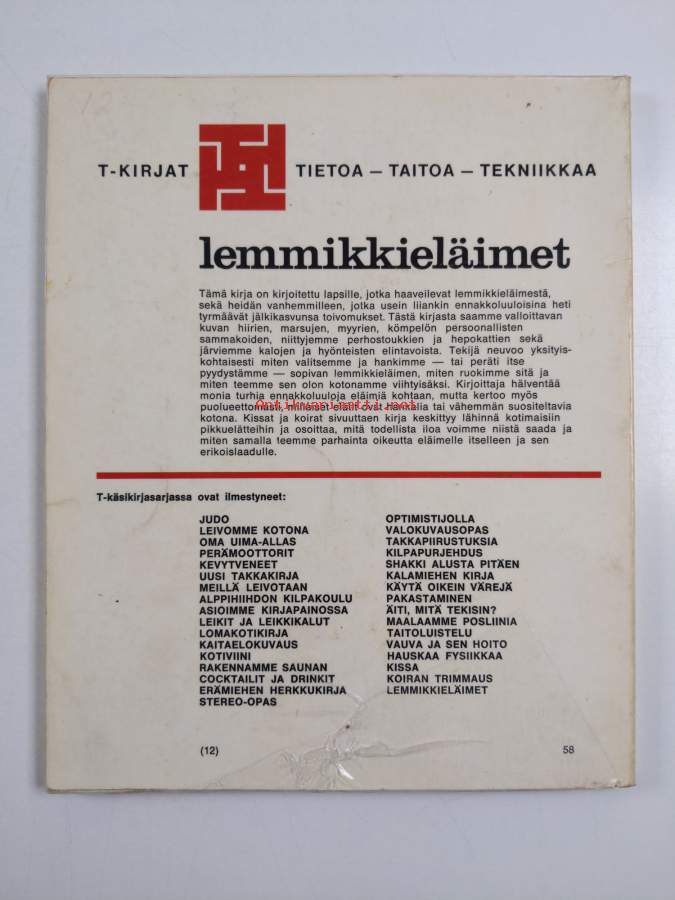 T-KIRJAT TIETOA — TAITOA — TEKNIIKKAA
lemmikkieläimet
Tämä kirja on kirjoitettu lapsille, jotka haaveilevat lemmikkieläimestä,
sekä heidän vanhemmilleen, jotka usein liiankin ennakkoluuloisina heti
tyrmäävät jälkikasvunsa toivomukset. Tästä kirjasta saamme valloittavan
kuvan hiirien, marsujen, myyrien, kömpelön persoonallisten
sammakoiden, niittyjemme perhostoukkien ja hepokattien sekä
järviemme kalojen ja hyönteisten elintavoista. Tekijä neuvoo yksityis-
kohtaisesti miten valitsemme ja hankimme — tai peräti itse
pyydystämme — sopivan lemmikkieläimen, miten ruokimme sitä ja
miten teemme sen olon kotonamme viihtyisäksi. Kirjoittaja hälventää
monia turhia ennakkoluuloja eläimiä kohtaan, mutta kertoo myös
puolueettomasti, millaiset eläit ovat hankalia tai vähemmän suositeltavia
Antikvariaatti.net
kotona. Kissat ja koirat sivuuttaen kirja keskittyy lähinnä kotimaisiin
pikkuelätteihin ja osoittaa, mitä todellista iloa voimme niistä saada ja
miten samalla teemme parhainta oikeutta eläimelle itselleen ja sen
erikoislaadulle.
T-käsikirjasarjassa ovat ilmestyneet:
JUDO
LEIVOMME KOTONA
OMA UIMA-ALLAS
PERÄMOOTTORIT
KEVYTVENEET
UUSI TAKKAKIRJA
MEILLÄ LEIVOTAAN
ALPPIHIIHDON KILPAKOULU
ASIOIMME KIRJAPAINOSSA
LEIKIT JA LEIKKIKALUT
LOMAKOTIKIRJA
KAITAELOKUVAUS
KOTIVIINI
RAKENNAMME SAUNAN
COCKTAILIT JA DRINKIT
ERÄMIEHEN HERKKUKIRJA
STEREO-OPAS
OPTIMISTIJOLLA
VALOKUVAUSOPAS
TAKKAPIIRUSTUKSIA
KILPAPURJEHDUS
SHAKKI ALUSTA PITÄEN
KALAMIEHEN KIRJA
KÄYTÄ OIKEIN VÄREJÄ
PAKASTAMINEN
ÄITI, MITÄ TEKISIN?
MAALAAMME POSLIINIA
TAITOLUISTELU
VAUVA JA SEN HOITO
HAUSKAA FYSIIKKAA
KISSA
KOIRAN TRIMMAUS
LEMMIKKIELÄIMET
(12) 58